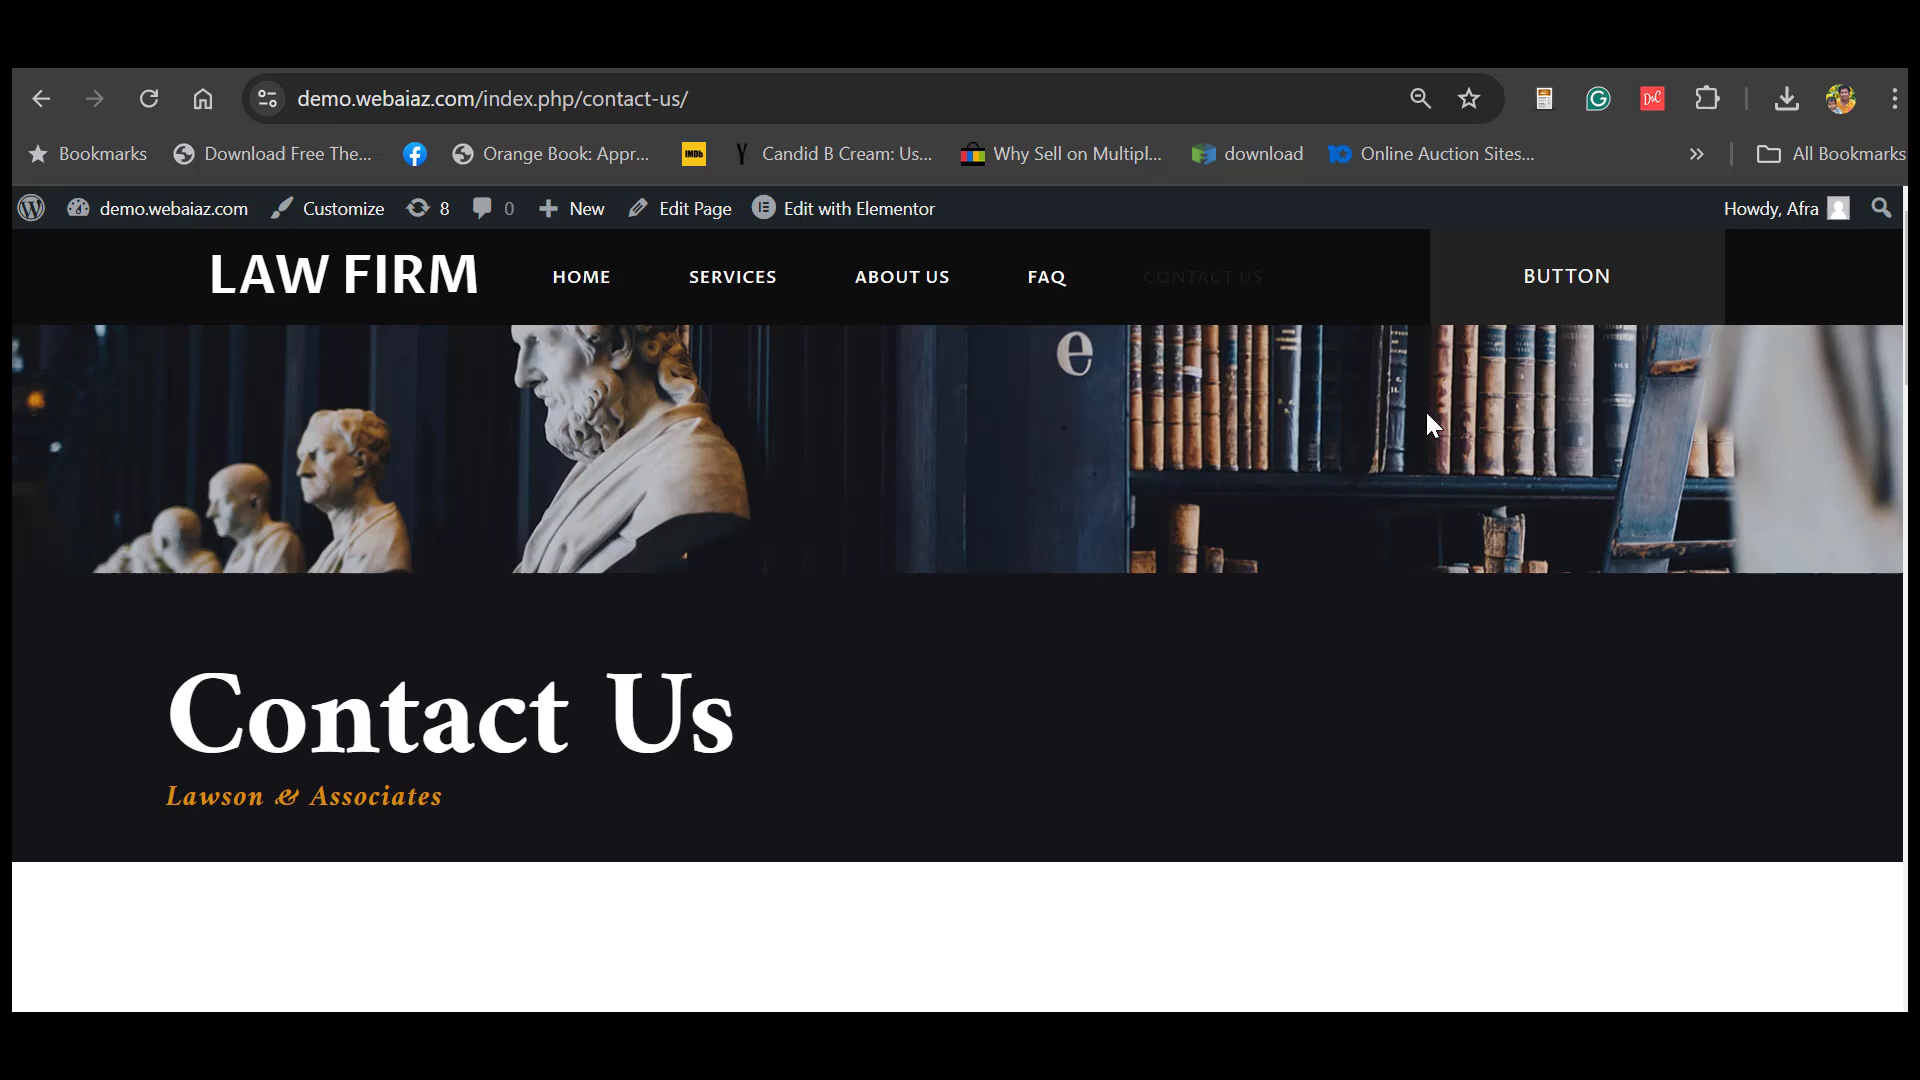 demo.webaiaz.com/index.php/contact-us/
Bookmarks Download Free The... Orange Book: Appr... IMDb Candid B Cream: Us... Why Sell on Multipl... download Online Auction Sites... » All Bookmarks
demo.webaiaz.com Customize 8 0 New Edit Page Edit with Elementor Howdy, Afra
LAW FIRM HOME SERVICES ABOUT US FAQ CONTACT US BUTTON
e
Contact Us
Lawson & Associates